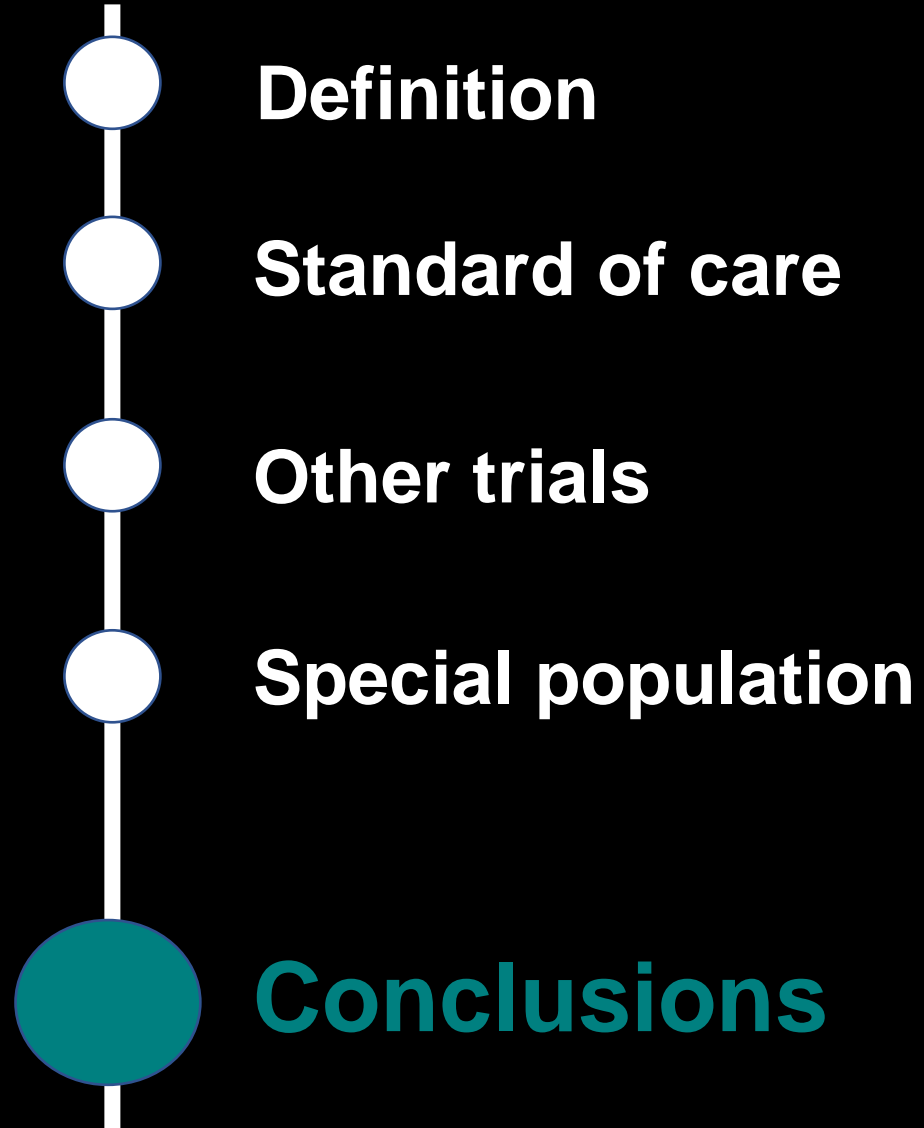 Definition
Standard of care
Other trials
Special population
Conclusions